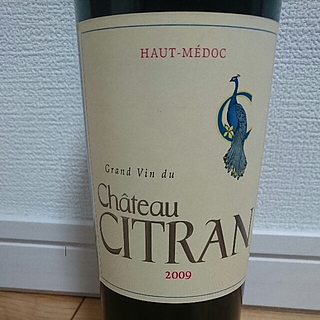 HAUT-MÉDOC
Grand Vin du
Château
CITRAN
2009